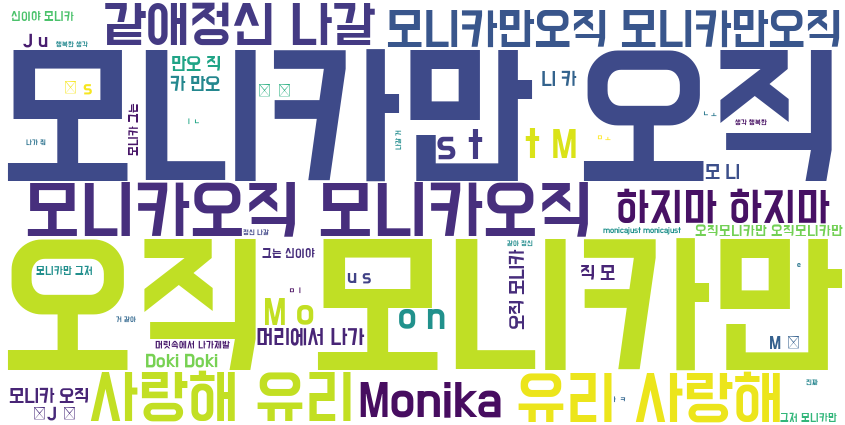 신이야 모니카
같애정신 나갈
모니카만오직 모니카만오직
J u
행복한 생각
모니카만 오직
만오 직
카 만오
s
니 카
나가 줘
모니카 그는
s t
t M
생각 행복한
모 니
모니카오직 모니카오직
하지마 하지마
정신 나갈
monicajust monicajust
오직모니카만 오직모니카만
오직 모니카만
그는 신이야
갈아 정신
모니카만 그저
u s
직 모
오직 모니카
M o
o n
거 같아
머리에서 나가
머릿속에서 나가제발
Doki Doki
M
모니카 오직
J
사랑해 유리
Monika
유리 사랑해
진짜
그저 모니카만